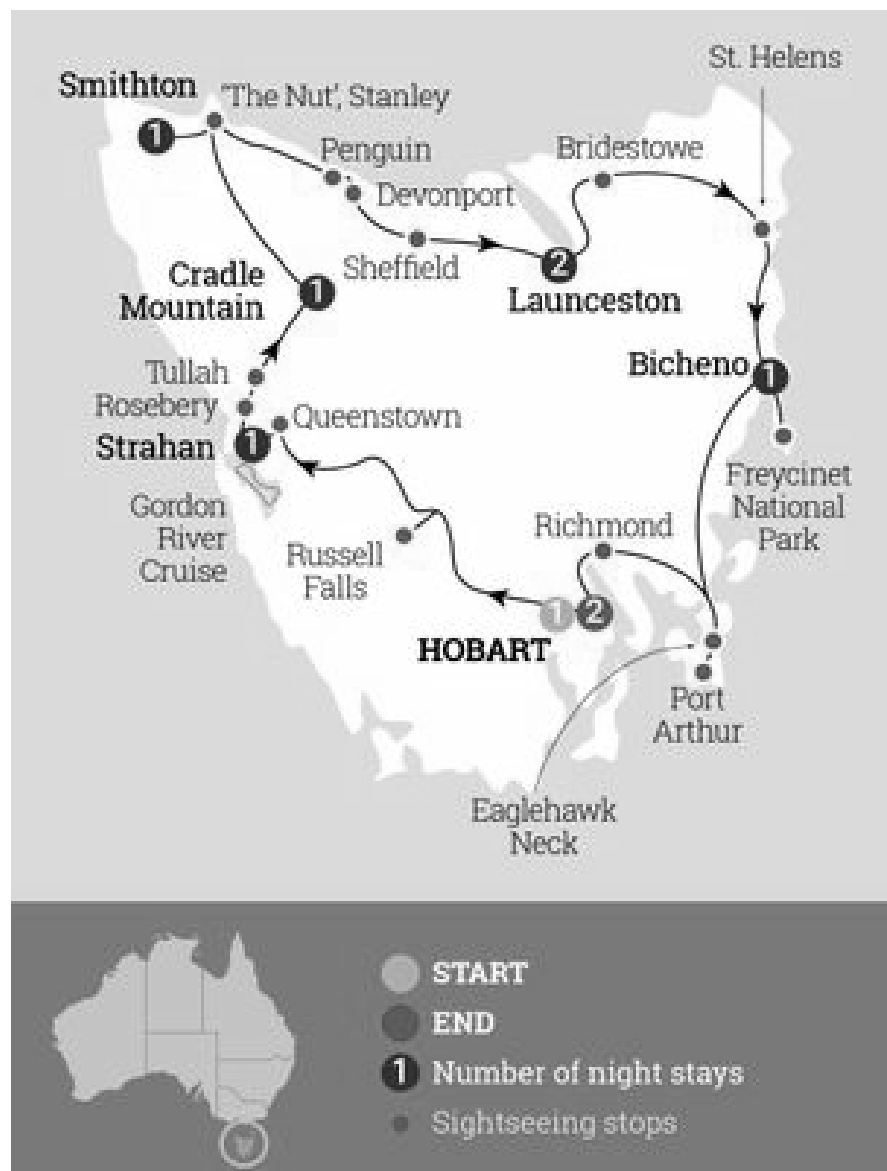 St. Helens
Smithton
'The Nut', Stanley
1
Penguin
Bridestowe
Devonport
Sheffield
2
Launceston
Cradle
Mountain
1
Bicheno
1
Tullah
Rosebery
Queenstown
Strahan
1
Freycinet
National
Park
Gordon
River
Cruise
Russell
Falls
Richmond
1
2
HOBART
Port
Arthur
Eaglehawk
Neck
START
END
1 Number of night stays
Sightseeing stops